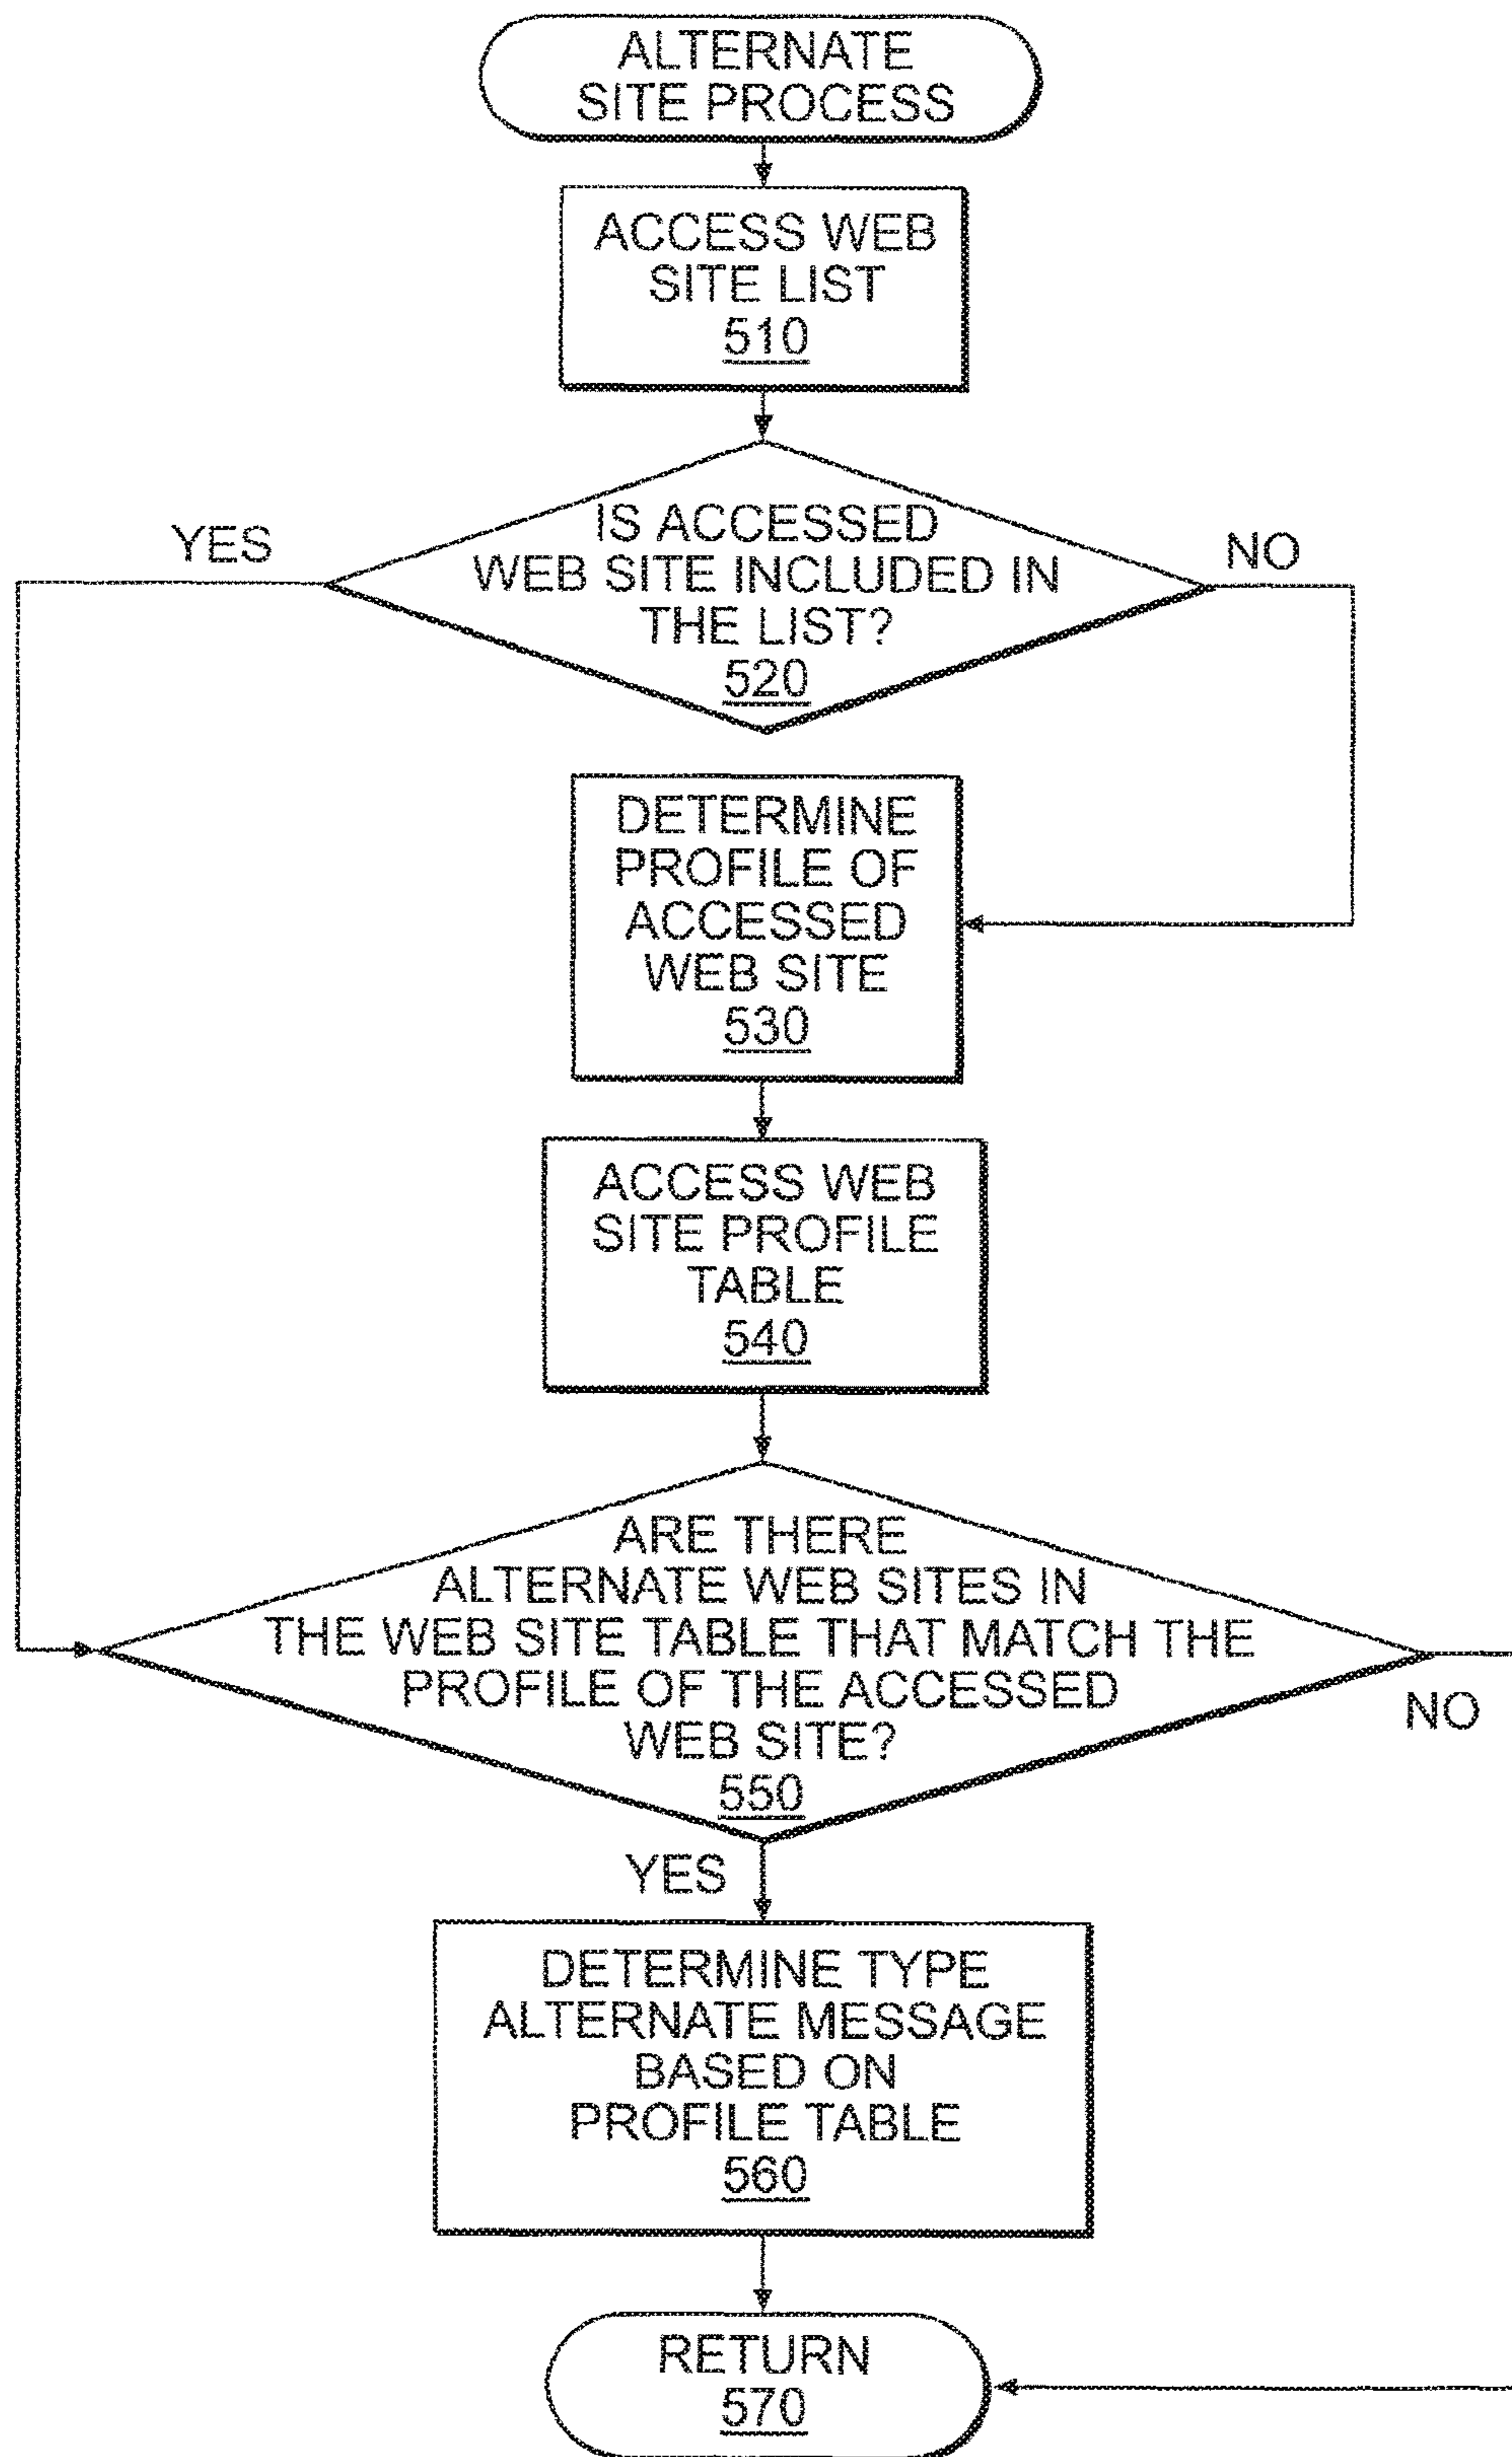 ALTERNATE
SITE PROCESS
ACCESS WEB
SITE LIST
510
IS ACCESSED
WEB SITE INCLUDED IN
THE LIST?
520
YES
NO
DETERMINE
PROFILE OF
ACCESSED
WEB SITE
530
ACCESS WEB
SITE PROFILE
TABLE
540
ARE THERE
ALTERNATE WEB SITES IN
THE WEB SITE TABLE THAT MATCH THE
PROFILE OF THE ACCESSED
WEB SITE?
550
NO
YES
DETERMINE TYPE
ALTERNATE MESSAGE
BASED ON
PROFILE TABLE
560
RETURN
570